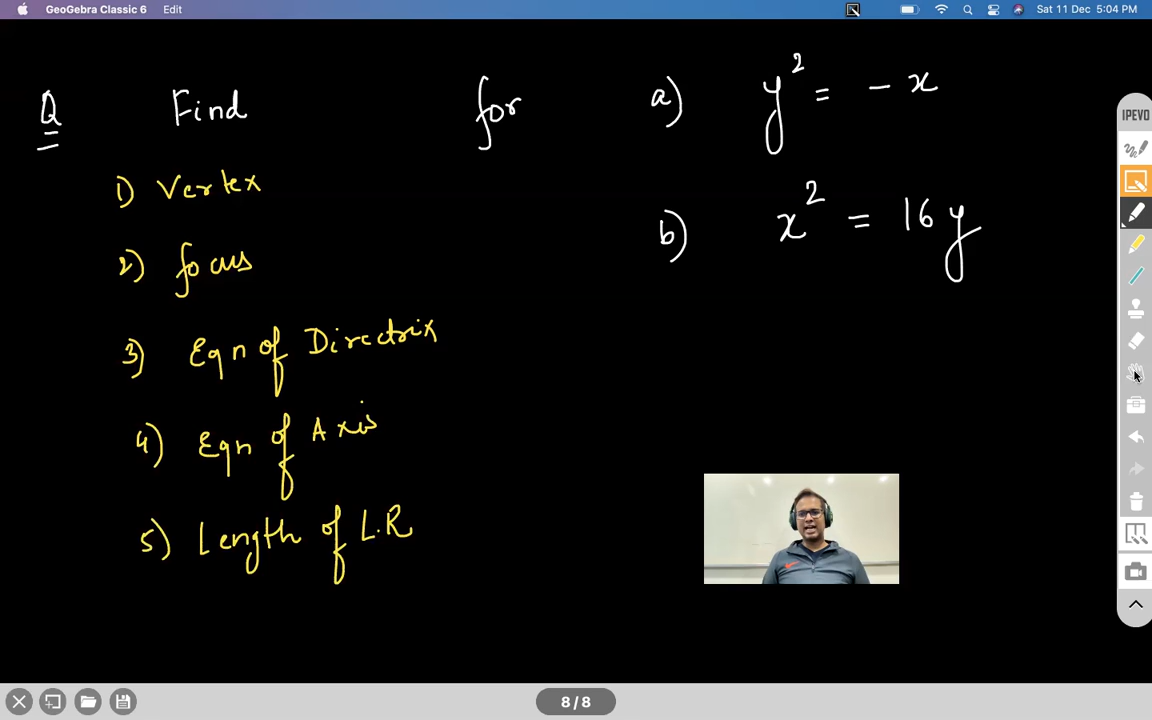 GeoGebra Classic 6 Edit Sat 11 Dec 5:04 PM
Q Find for a) y² = - x
1) Vertex
b) x² = 16 y
2) focus
3) Eqn of Directrix
4) Eqn of Axis
5) Length of L.R
IPEVO
8 / 8